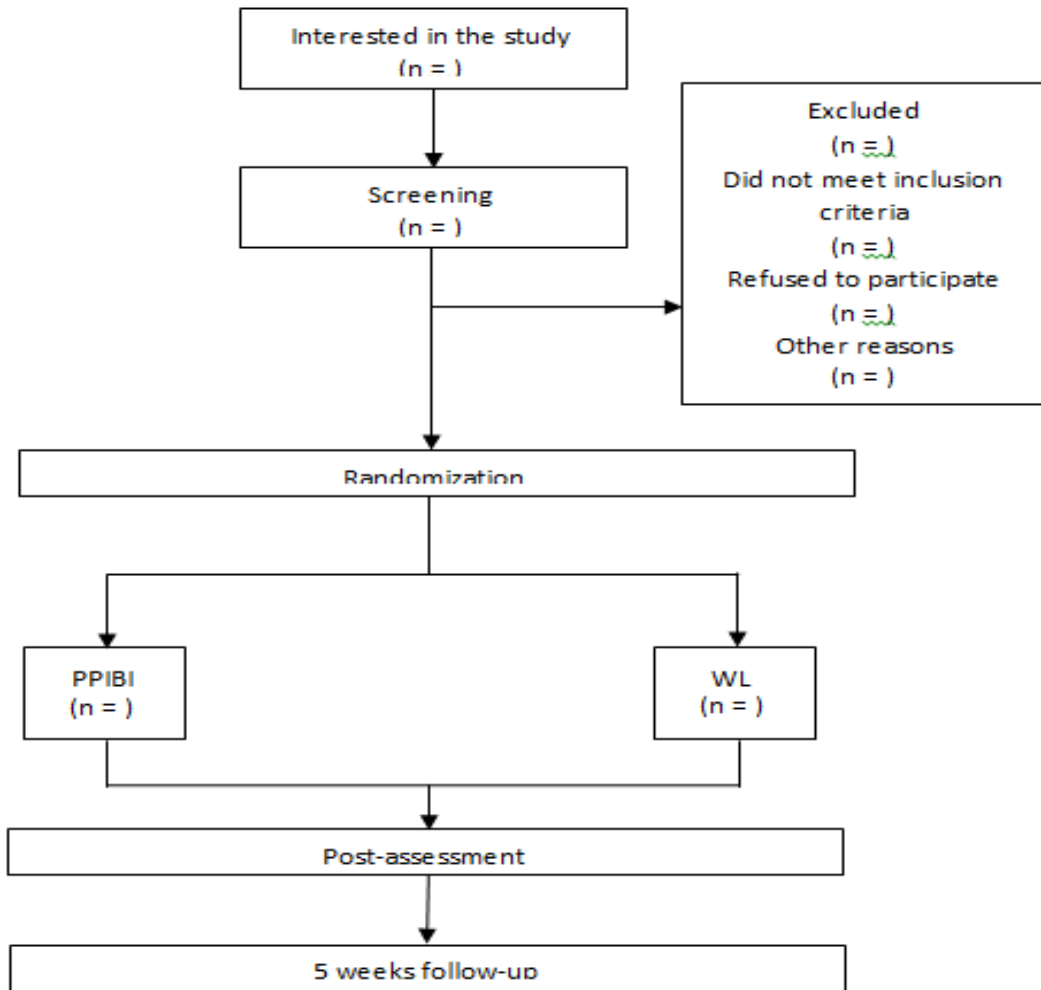 Interested in the study
(n = )
Screening
(n = )
Excluded
(n = )
Did not meet inclusion
criteria
(n = )
Refused to participate
(n = )
Other reasons
(n = )
Randomization
PPIBI
(n = )
WL
(n = )
Post-assessment
5 weeks follow-up